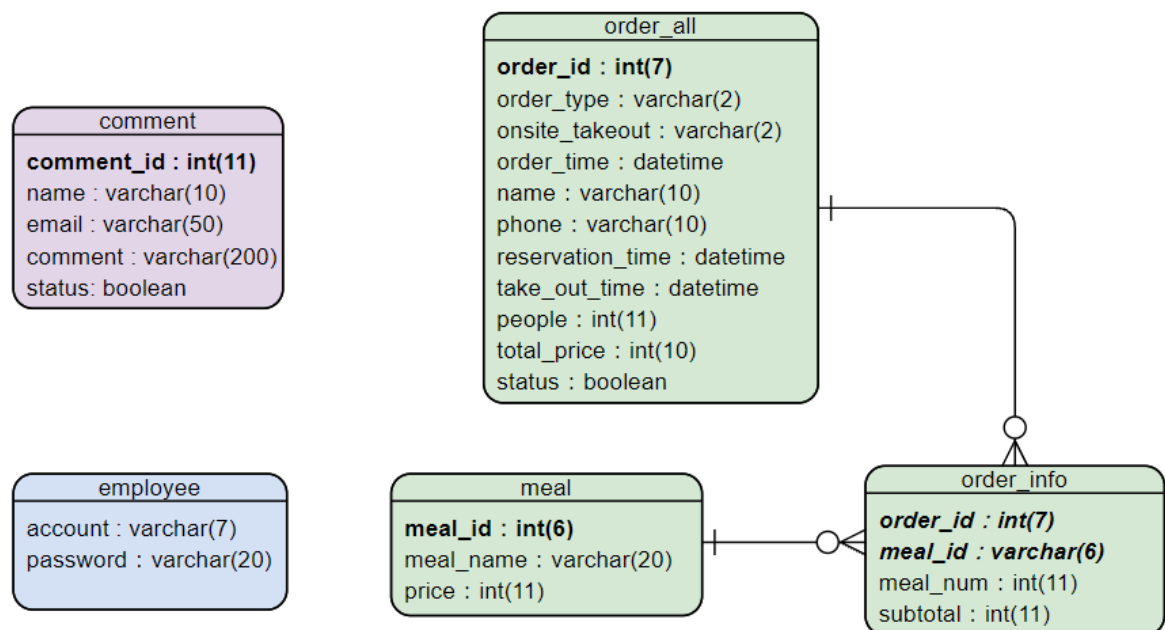 order_all
order_id : int(7)
order_type : varchar(2)
onsite_takeout : varchar(2)
order_time : datetime
name : varchar(10)
phone : varchar(10)
reservation_time : datetime
take_out_time : datetime
people : int(11)
total_price : int(10)
status : boolean
comment
comment_id : int(11)
name : varchar(10)
email : varchar(50)
comment : varchar(200)
status: boolean
employee
account : varchar(7)
password : varchar(20)
meal
meal_id : int(6)
meal_name : varchar(20)
price : int(11)
order_info
order_id : int(7)
meal_id : varchar(6)
meal_num : int(11)
subtotal : int(11)